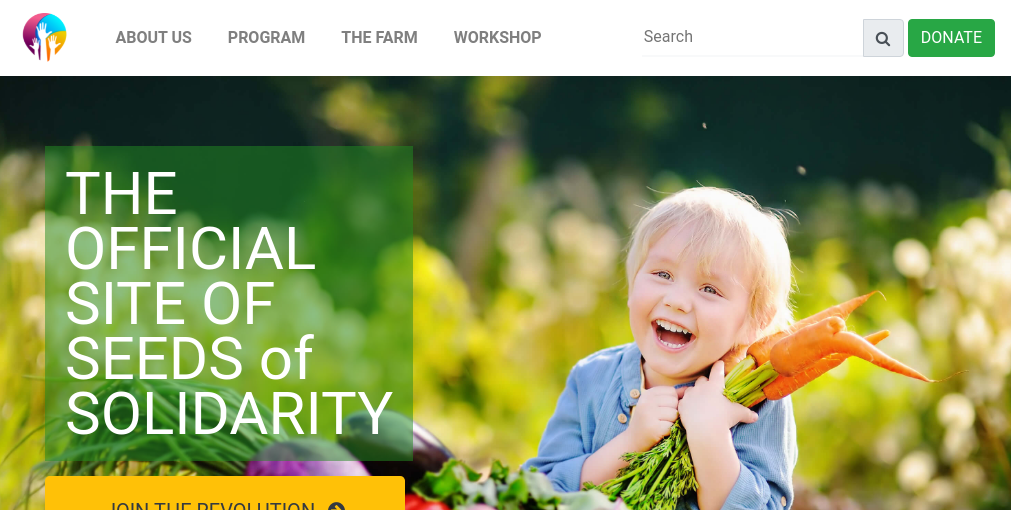 ABOUT US PROGRAM THE FARM WORKSHOP Search DONATE
THE
OFFICIAL
SITE OF
SEEDS of
SOLIDARITY
JOIN THE REVOLUTION